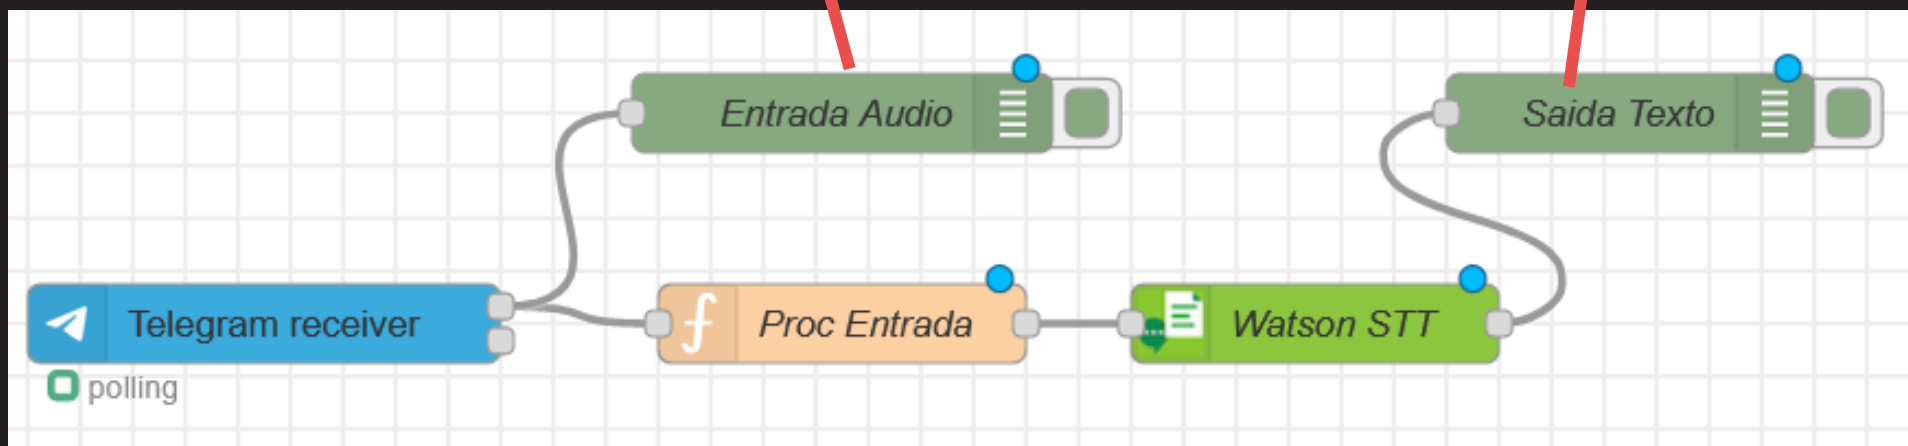 Entrada Audio
Saida Texto
Telegram receiver
Proc Entrada
Watson STT
polling